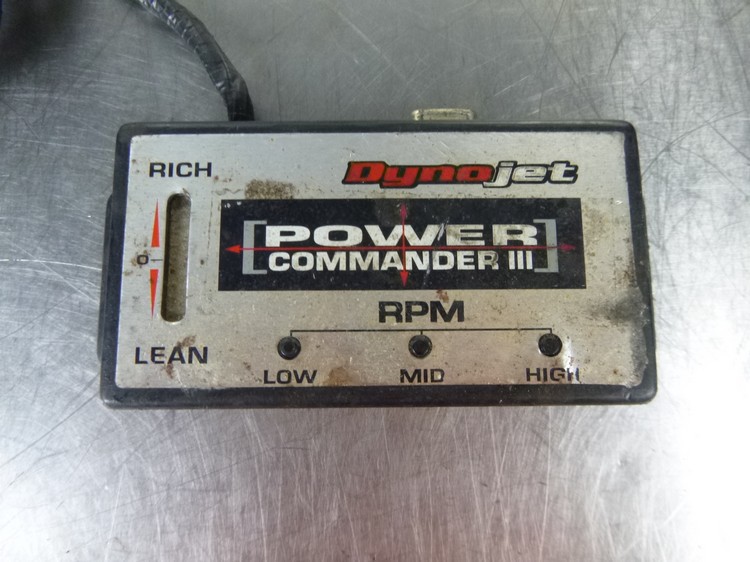 RICH
Dynojet
[POWER
COMMANDER III]
0
RPM
LEAN
LOW MID HIGH